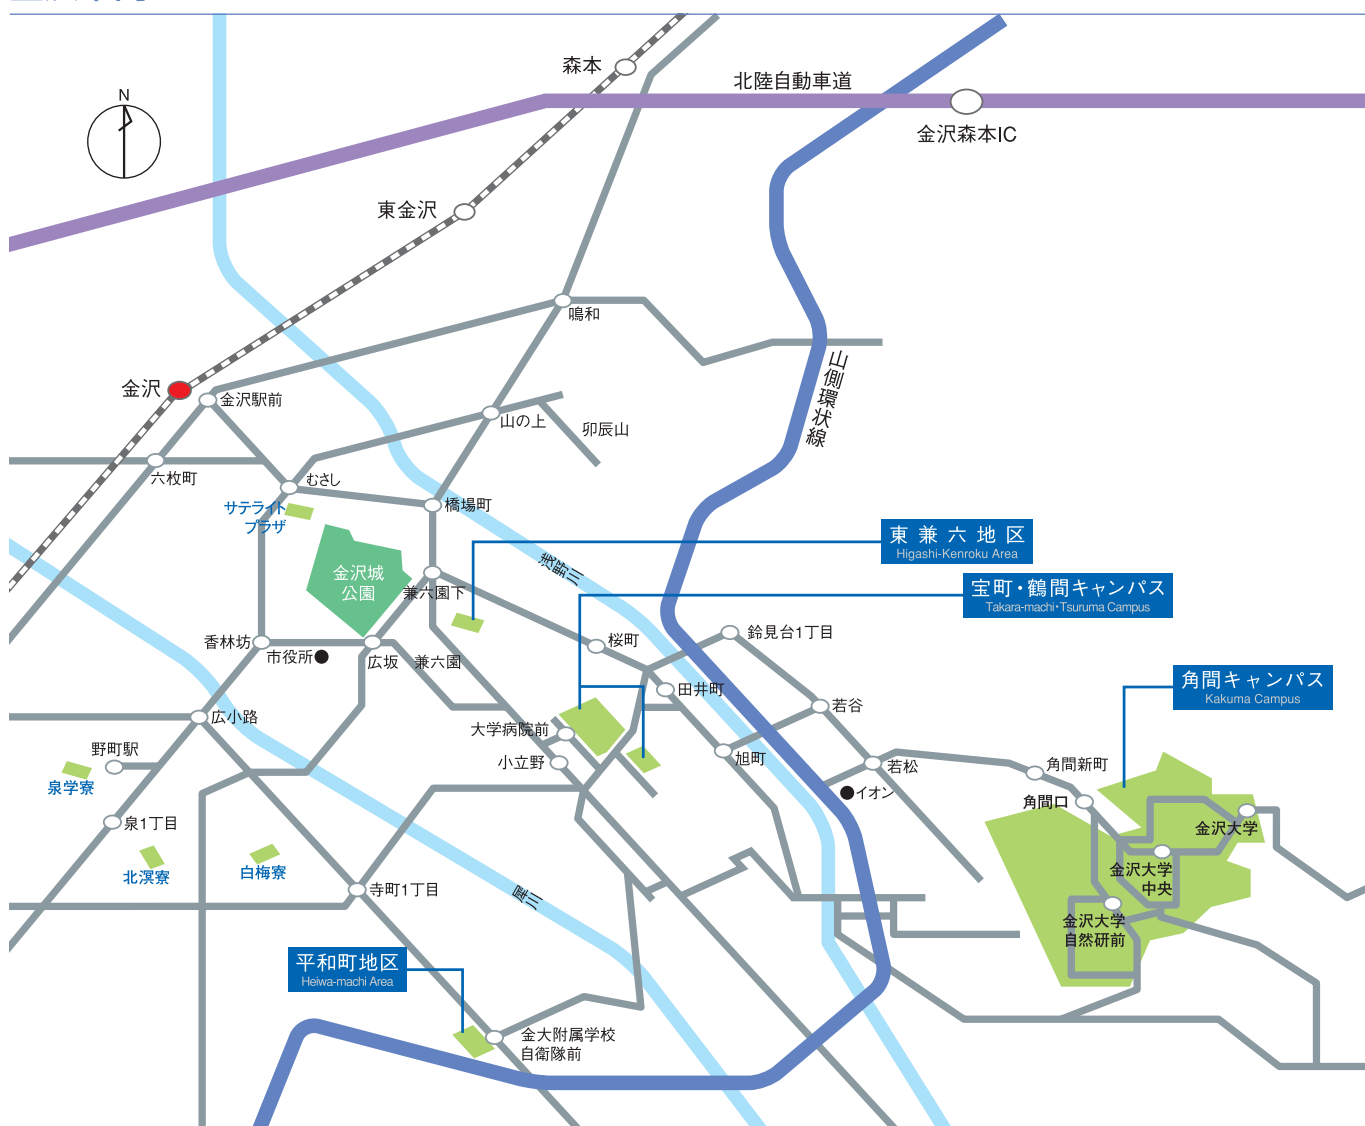 森本
北陸自動車道
N
金沢森本IC
東金沢
鳴和
山側環状線
金沢
金沢駅前
山の上
卯辰山
六枚町
むさし
サテライト
プラザ
橋場町
東兼六地区
Higashi-Kenroku Area
浅野川
金沢城
公園
兼六園下
宝町・鶴間キャンパス
Takara-machi・Tsuruma Campus
香林坊
市役所
広坂
兼六園
桜町
鈴見台1丁目
田井町
角間キャンパス
Kakuma Campus
広小路
大学病院前
若谷
野町駅
小立野
旭町
若松
角間新町
泉学寮
イオン
角間口
泉1丁目
金沢大学
北溟寮
白梅寮
寺町1丁目
金沢大学
中央
犀川
金沢大学
自然研前
平和町地区
Heiwa-machi Area
金大附属学校
自衛隊前